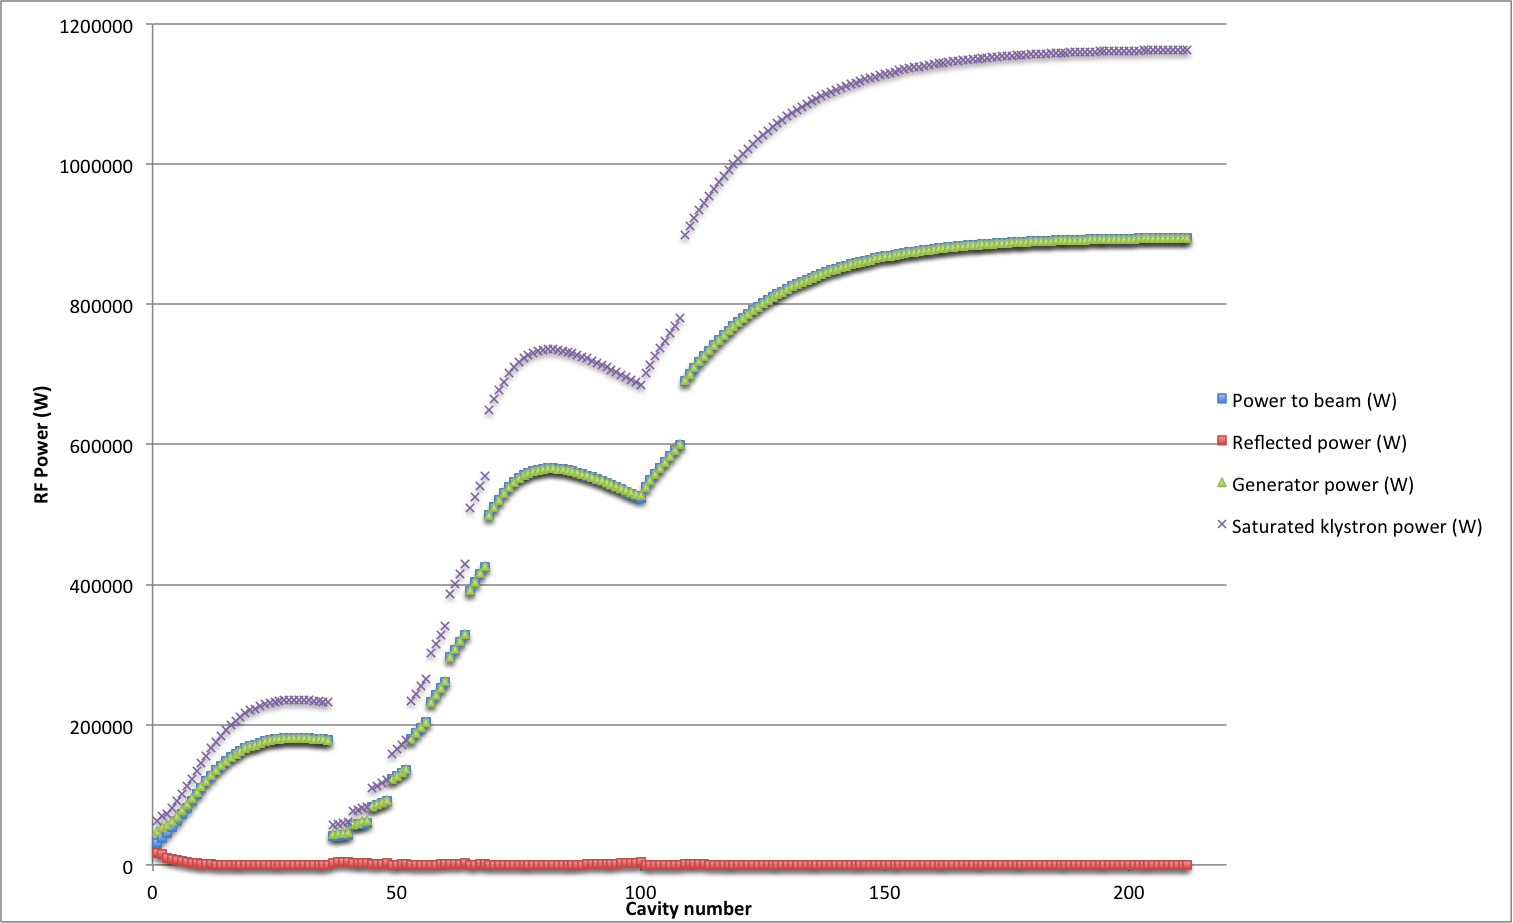 1200000
1000000
800000
600000
400000
200000
0
RF Power (W)
0 50 100 150 200
Cavity number
Power to beam (W)
Reflected power (W)
Generator power (W)
Saturated klystron power (W)